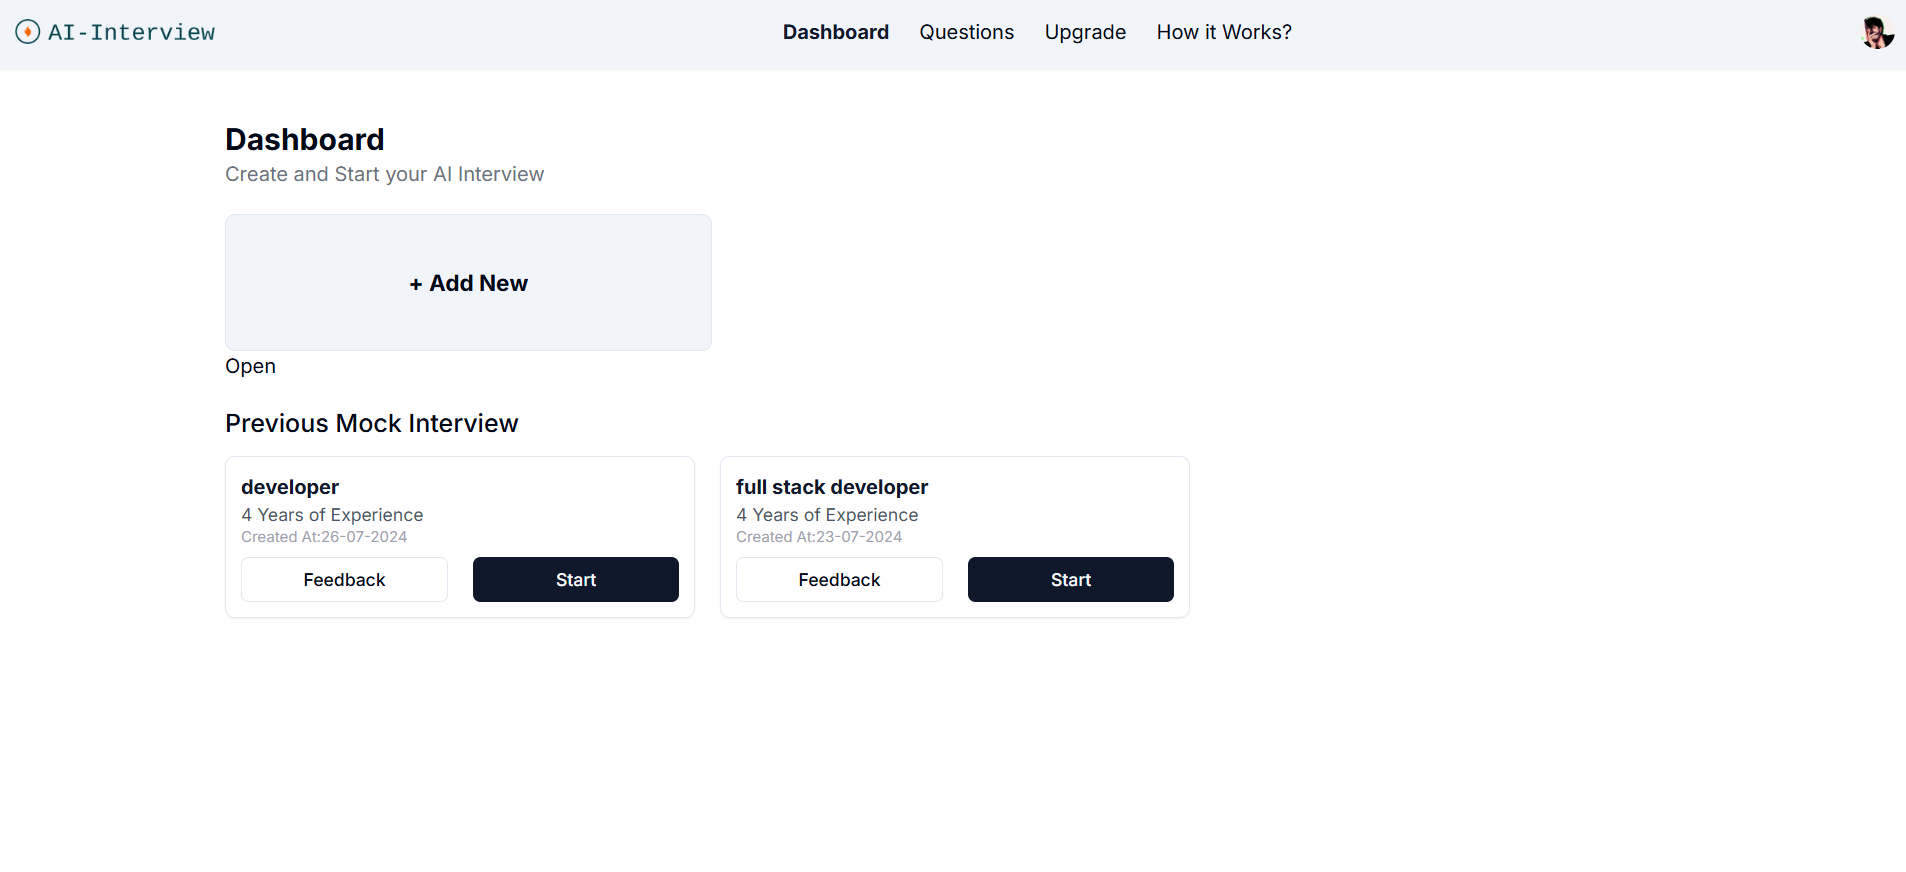 AI-Interview
Dashboard Questions Upgrade How it Works?
Dashboard
Create and Start your AI Interview
+ Add New
Open
Previous Mock Interview
developer
4 Years of Experience
Created At:26-07-2024
Feedback Start
full stack developer
4 Years of Experience
Created At:23-07-2024
Feedback Start